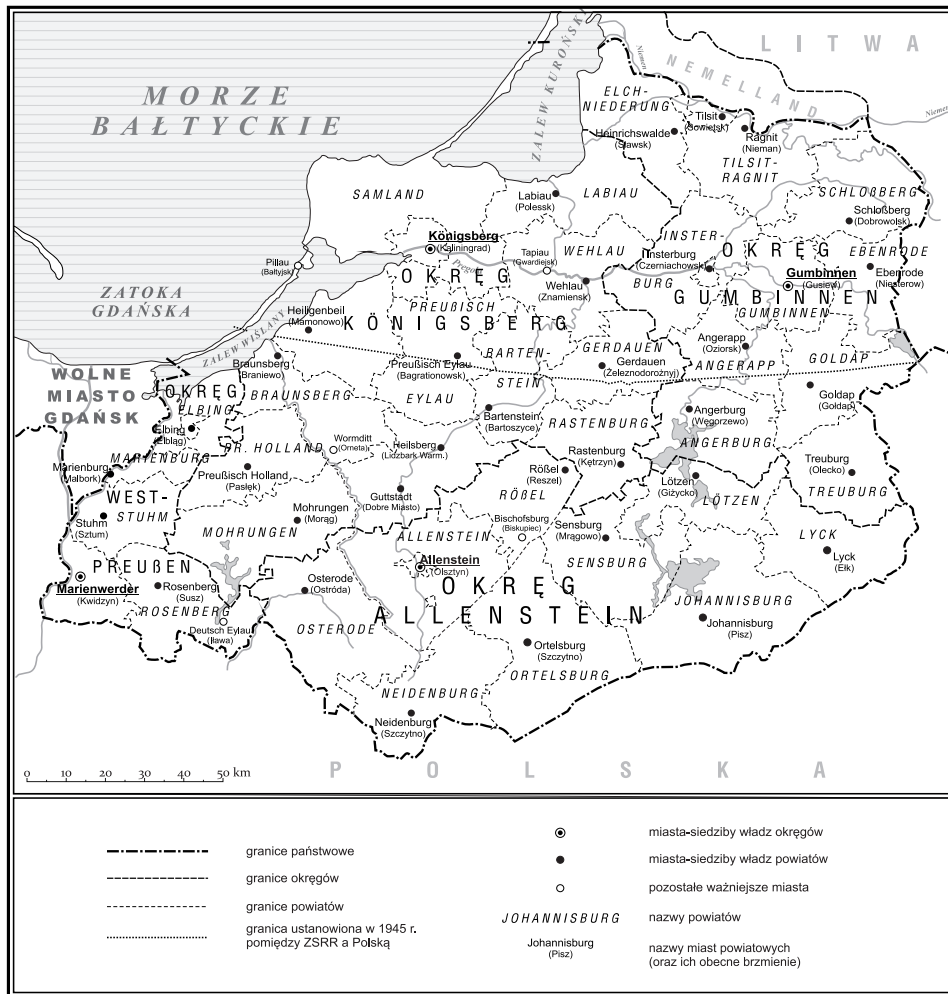 LITWA
Niemen
NEMELLAND
Niemen
MORZE
BAŁTYCKIE
ZALEW KUROŃSKI
ELCH-
NIEDERUNG
Tilsit
(Sowietsk)
Heinrichswalde
(Sławsk)
Ragnit
(Nieman)
TILSIT-
RAGNIT
SAMLAND
Labiau
(Polessk)
LABIAU
SCHLOßBERG
Schloßberg
(Dobrowolsk)
Königsberg
(Kaliningrad)
Tapiau
(Gwardiejsk)
WEHLAU
INSTER-
BURG
Insterburg
(Czerniachowsk)
OKRĘG
GUMBINNEN
EBENRODE
Ebenrode
(Niesterow)
Gumbinnen
(Gusiew)
Pillau
(Bałtyjsk)
Pregoła
Wehlau
(Znamiensk)
OKRĘG
KÖNIGSBERG
ZATOKA
GDAŃSKA
ZALEW WIŚLANY
Heiligenbeil
(Mamonowo)
PREUßISCH
EYLAU
GUMBINNEN
Angerapp
(Oziorsk)
Braunsberg
(Braniewo)
Preußisch Eylau
(Bagrationowsk)
BARTEN-
STEIN
GERDAUEN
Gerdauen
(Železnodorożnyj)
ANGERAPP
GOLDAP
WOLNE
MIASTO
GDAŃSK
OKRĘG
ELBING
BRAUNSBERG
Goldap
(Gołdap)
Bartenstein
(Bartoszyce)
RASTENBURG
Angerburg
(Węgorzewo)
ANGERBURG
Elbing
(Elbląg)
PR. HOLLAND
Wormditt
(Orneta)
Heilsberg
(Lidzbark Warm.)
Rastenburg
(Kętrzyn)
Marienburg
(Malbork)
MARIENBURG
Preußisch Holland
(Pasłęk)
Rößel
(Reszel)
RÖßEL
Treuburg
(Olecko)
TREUBURG
Lötzen
(Giżycko)
LÖTZEN
WEST-
PREUßEN
Stuhm
(Sztum)
STUHM
Guttstadt
(Dobre Miasto)
Mohrungen
(Morąg)
MOHRUNGEN
ALLENSTEIN
Bischofsburg
(Biskupiec)
Sensburg
(Mrągowo)
SENSBURG
LYCK
Lyck
(Ełk)
Allenstein
(Olsztyn)
OKRĘG
ALLENSTEIN
Marienwerder
(Kwidzyn)
Rosenberg
(Susz)
ROSENBERG
Osterode
(Ostróda)
OSTERODE
JOHANNISBURG
Johannisburg
(Pisz)
Deutsch Eylau
(Iława)
Ortelsburg
(Szczytno)
ORTELSBURG
NEIDENBURG
Neidenburg
(Szczytno)
POLSKA
0 10 20 30 40 50 km
granice państwowe
granice okręgów
granice powiatów
granica ustanowiona w 1945 r.
pomiędzy ZSRR a Polską
miasta-siedziby władz okręgów
miasta-siedziby władz powiatów
pozostałe ważniejsze miasta
JOHANNISBURG
nazwy powiatów
Johannisburg
(Pisz)
nazwy miast powiatowych
(oraz ich obecne brzmienie)